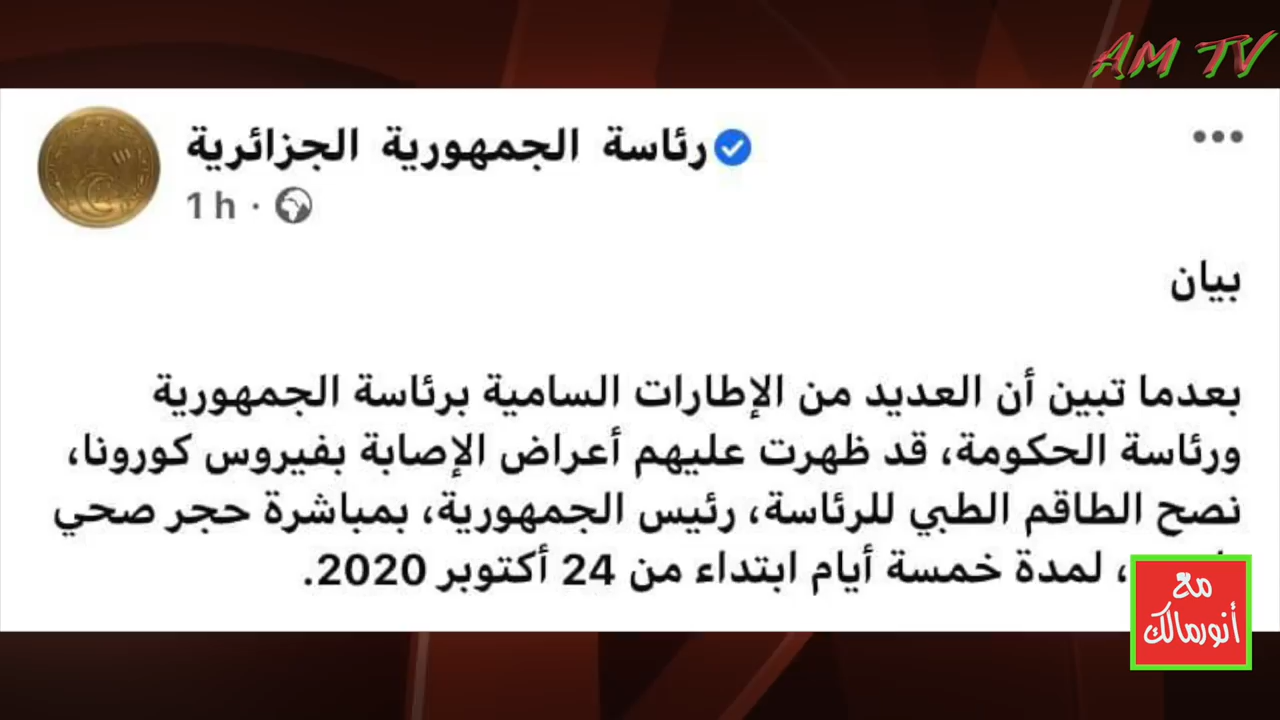 AM TV
رئاسة الجمهورية الجزائرية
1 h ·
بيان
بعدما تبين أن العديد من الإطارات السامية برئاسة الجمهورية
ورئاسة الحكومة، قد ظهرت عليهم أعراض الإصابة بفيروس كورونا،
نصح الطاقم الطبي للرئاسة، رئيس الجمهورية، بمباشرة حجر صحي
، لمدة خمسة أيام ابتداء من 24 أكتوبر 2020.
مع
أنورمالك